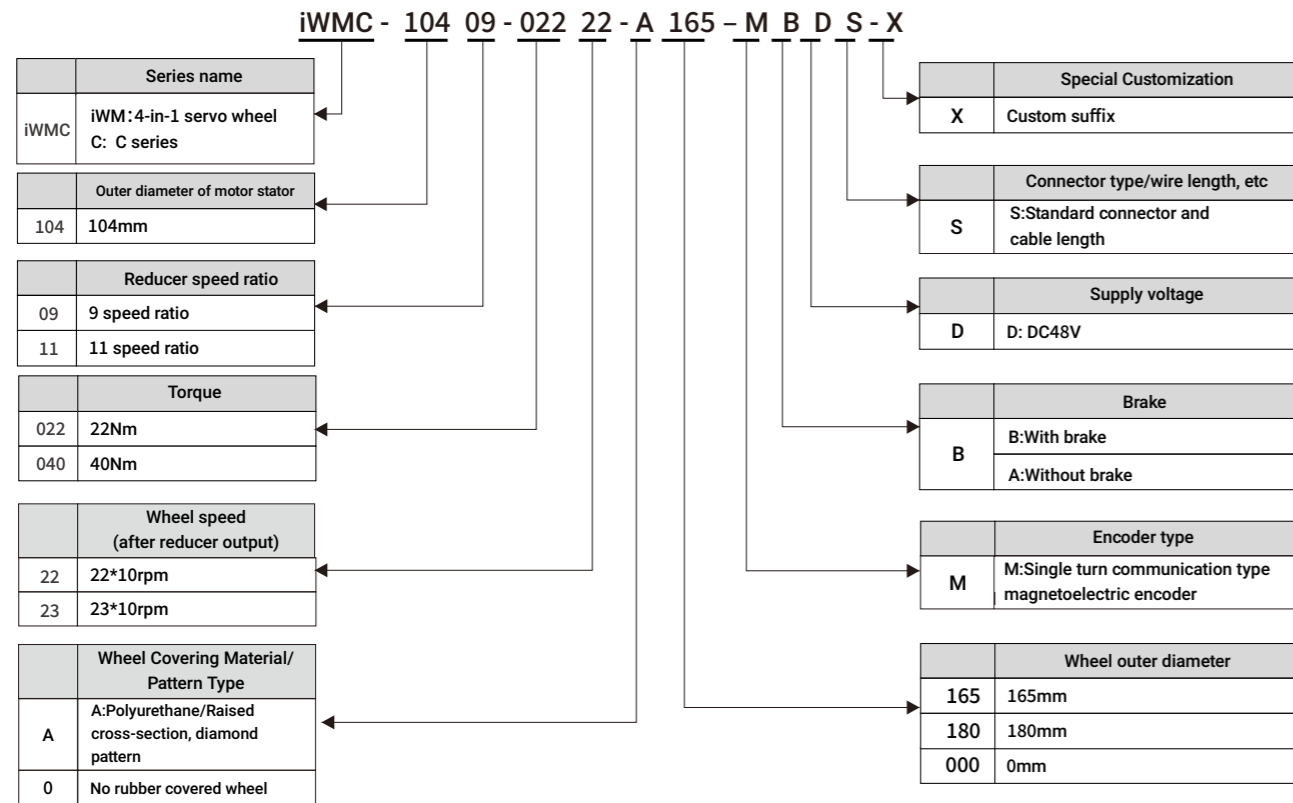 iWMC - 104 09 - 022 22 - A 165 – M B D S - X
Series name
iWMC
iWM：4-in-1 servo wheel
C: C series
Outer diameter of motor stator
104 104mm
Reducer speed ratio
09 9 speed ratio
11 11 speed ratio
Torque
022 22Nm
040 40Nm
Wheel speed
(after reducer output)
22 22*10rpm
23 23*10rpm
Wheel Covering Material/
Pattern Type
A
A:Polyurethane/Raised
cross-section, diamond
pattern
0 No rubber covered wheel
Special Customization
X Custom suffix
Connector type/wire length, etc
S
S:Standard connector and
cable length
Supply voltage
D D: DC48V
Brake
B
B:With brake
A:Without brake
Encoder type
M
M:Single turn communication type
magnetoelectric encoder
Wheel outer diameter
165 165mm
180 180mm
000 0mm